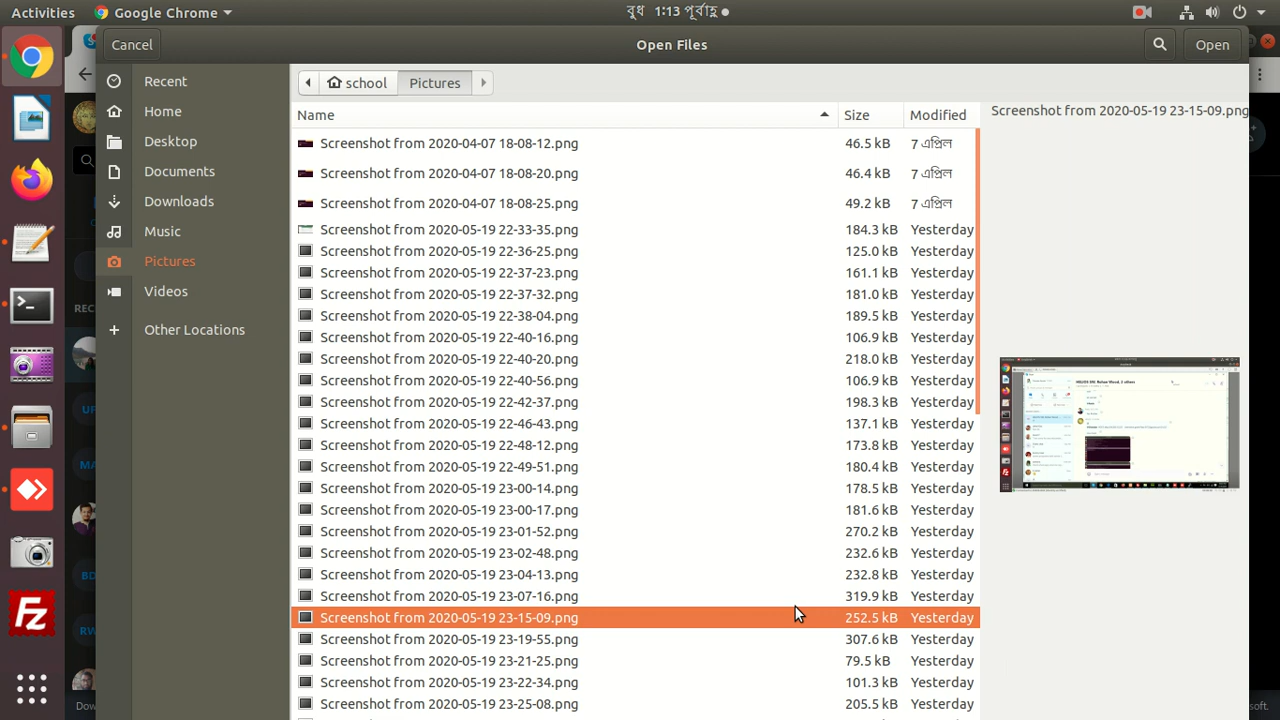 Activities Google Chrome বুধ 1:13 পূর্বাহ্ণ
Cancel Open Files Open
Recent
Home
Desktop
Documents
Downloads
Music
Pictures
Videos
Other Locations
school Pictures
Name Size Modified
Screenshot from 2020-04-07 18-08-12.png 46.5 kB 7 এপ্রিল
Screenshot from 2020-04-07 18-08-20.png 46.4 kB 7 এপ্রিল
Screenshot from 2020-04-07 18-08-25.png 49.2 kB 7 এপ্রিল
Screenshot from 2020-05-19 22-33-35.png 184.3 kB Yesterday
Screenshot from 2020-05-19 22-36-25.png 125.0 kB Yesterday
Screenshot from 2020-05-19 22-37-23.png 161.1 kB Yesterday
Screenshot from 2020-05-19 22-37-32.png 181.0 kB Yesterday
Screenshot from 2020-05-19 22-38-04.png 189.5 kB Yesterday
Screenshot from 2020-05-19 22-40-16.png 106.9 kB Yesterday
Screenshot from 2020-05-19 22-40-20.png 218.0 kB Yesterday
Screenshot from 2020-05-19 22-40-56.png 106.9 kB Yesterday
Screenshot from 2020-05-19 22-42-37.png 198.3 kB Yesterday
Screenshot from 2020-05-19 22-46-43.png 137.1 kB Yesterday
Screenshot from 2020-05-19 22-48-12.png 173.8 kB Yesterday
Screenshot from 2020-05-19 22-49-51.png 180.4 kB Yesterday
Screenshot from 2020-05-19 23-00-14.png 178.5 kB Yesterday
Screenshot from 2020-05-19 23-00-17.png 181.6 kB Yesterday
Screenshot from 2020-05-19 23-01-52.png 270.2 kB Yesterday
Screenshot from 2020-05-19 23-02-48.png 232.6 kB Yesterday
Screenshot from 2020-05-19 23-04-13.png 232.8 kB Yesterday
Screenshot from 2020-05-19 23-07-16.png 319.9 kB Yesterday
Screenshot from 2020-05-19 23-15-09.png 252.5 kB Yesterday
Screenshot from 2020-05-19 23-19-55.png 307.6 kB Yesterday
Screenshot from 2020-05-19 23-21-25.png 79.5 kB Yesterday
Screenshot from 2020-05-19 23-22-34.png 101.3 kB Yesterday
Screenshot from 2020-05-19 23-25-08.png 205.5 kB Yesterday
Screenshot from 2020-05-19 23-15-09.png
REC
UF
MA
BD
RW
Dow
soft.
Fz